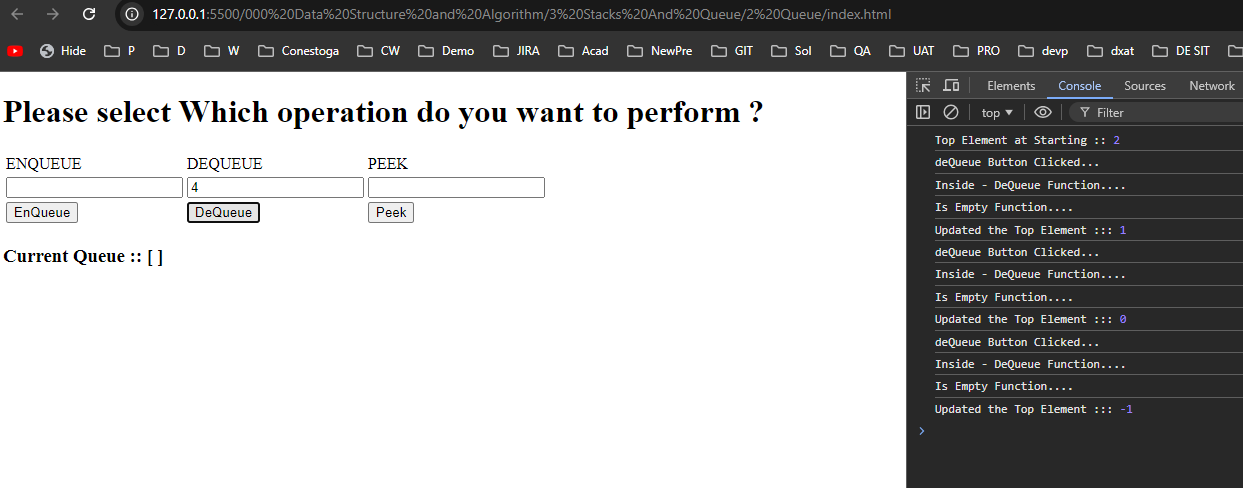 127.0.0.1:5500/000%20Data%20Structure%20and%20Algorithm/3%20Stacks%20And%20Queue/2%20Queue/index.html
Hide P D W Conestoga CW Demo JIRA Acad NewPre GIT Sol QA UAT PRO devp dxat DE SIT
Please select Which operation do you want to perform ?
ENQUEUE DEQUEUE PEEK
4
EnQueue DeQueue Peek
Current Queue :: [ ]
Elements Console Sources Network
top Filter
Top Element at Starting :: 2
deQueue Button Clicked...
Inside - DeQueue Function....
Is Empty Function....
Updated the Top Element ::: 1
deQueue Button Clicked...
Inside - DeQueue Function....
Is Empty Function....
Updated the Top Element ::: 0
deQueue Button Clicked...
Inside - DeQueue Function....
Is Empty Function....
Updated the Top Element ::: -1